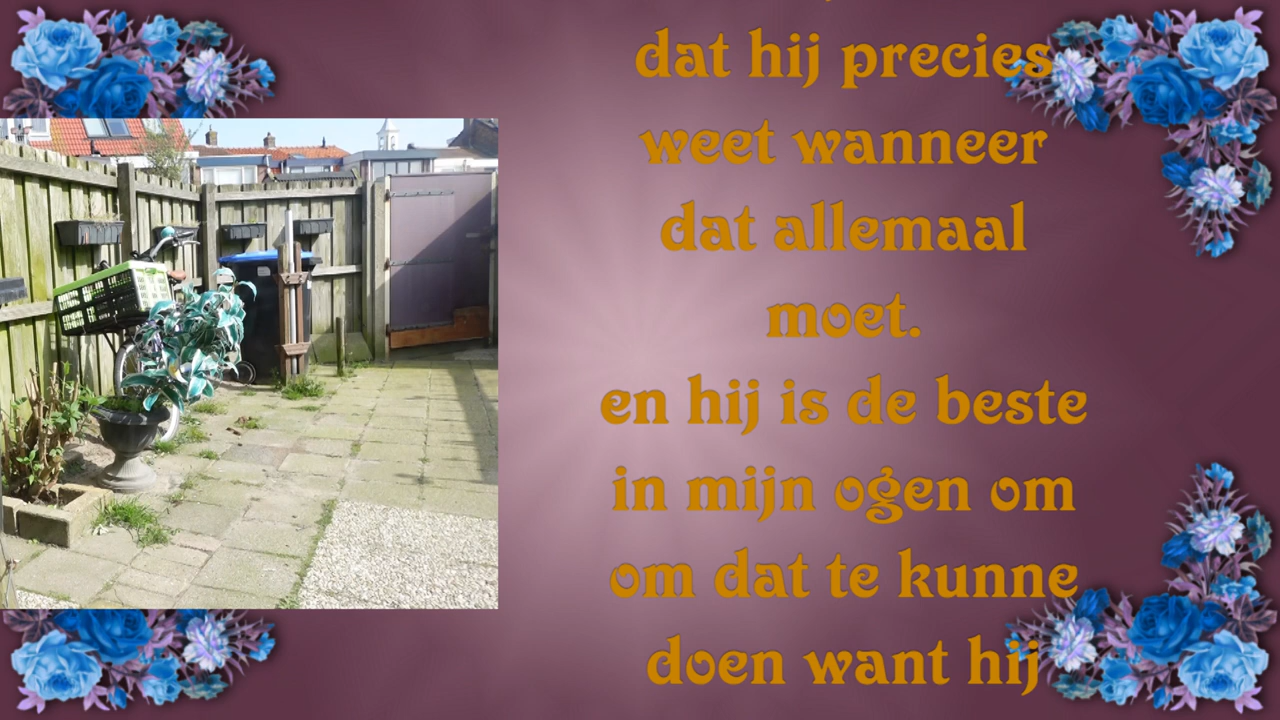 dat hij precies
weet wanneer
dat allemaal
moet.
en hij is de beste
in mijn ogen om
om dat te kunne
doen want hij